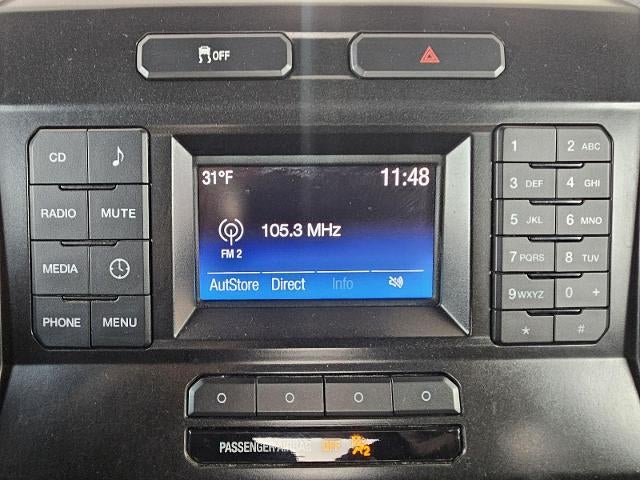 OFF
CD
RADIO MUTE
MEDIA
PHONE MENU
31°F 11:48
105.3 MHz
FM 2
AutStore Direct Info
1 2 ABC
3 DEF 4 GHI
5 JKL 6 MNO
7 PQRS 8 TUV
9 WXYZ 0 +
* #
PASSENGER AIRBAG OFF 2